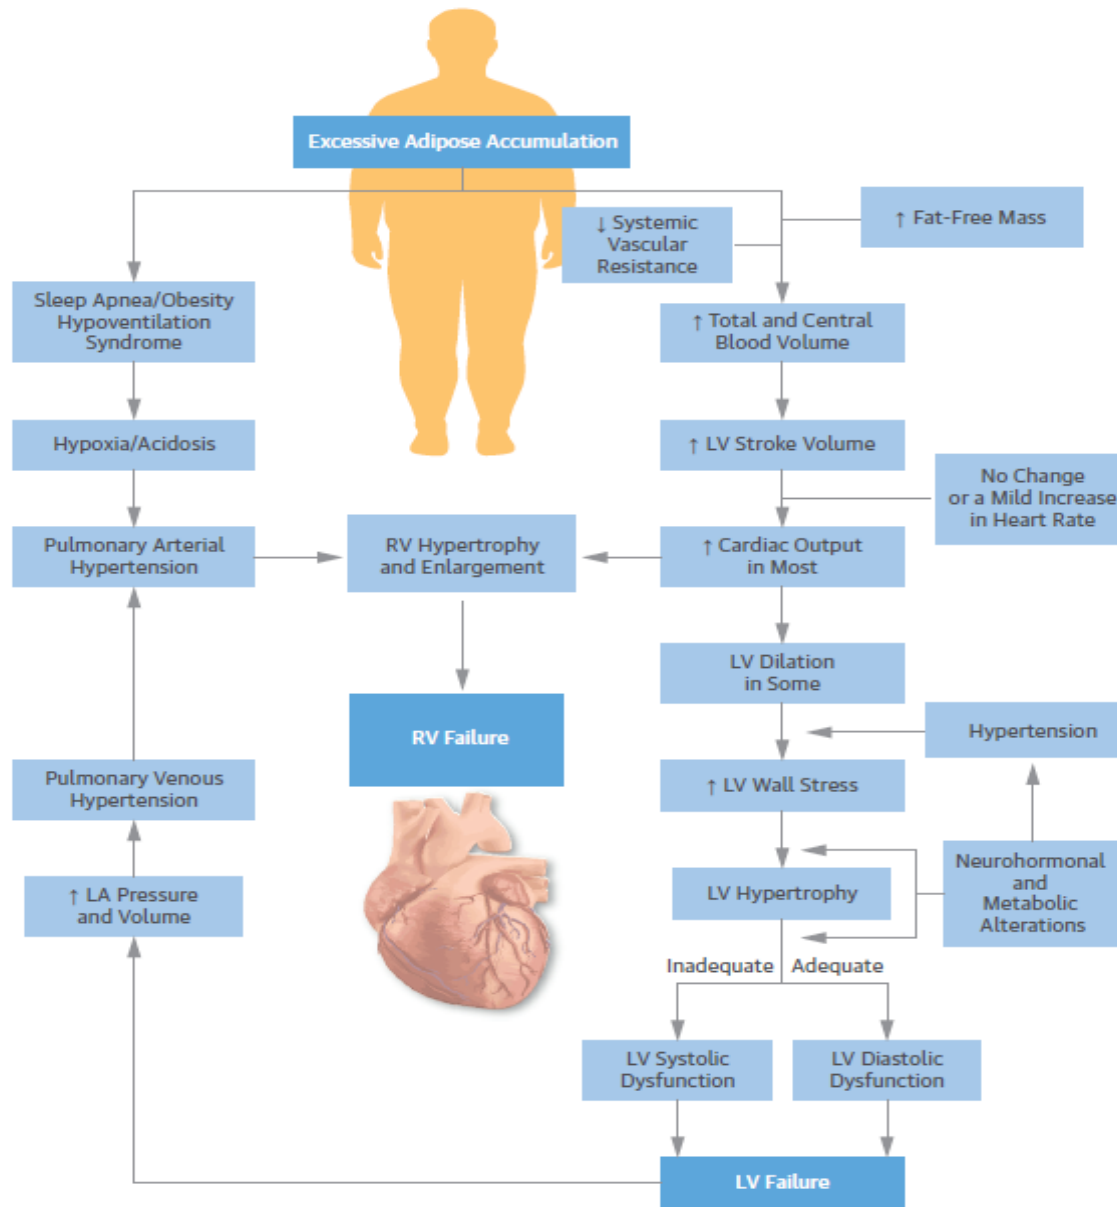 Excessive Adipose Accumulation
↓ Systemic
Vascular
Resistance
↑ Fat-Free Mass
Sleep Apnea/Obesity
Hypoventilation
Syndrome
↑ Total and Central
Blood Volume
Hypoxia/Acidosis
↑ LV Stroke Volume
No Change
or a Mild Increase
in Heart Rate
Pulmonary Arterial
Hypertension
RV Hypertrophy
and Enlargement
↑ Cardiac Output
in Most
LV Dilation
in Some
RV Failure
Hypertension
Pulmonary Venous
Hypertension
↑ LV Wall Stress
↑ LA Pressure
and Volume
LV Hypertrophy
Neurohormonal
and
Metabolic
Alterations
Inadequate
Adequate
LV Systolic
Dysfunction
LV Diastolic
Dysfunction
LV Failure